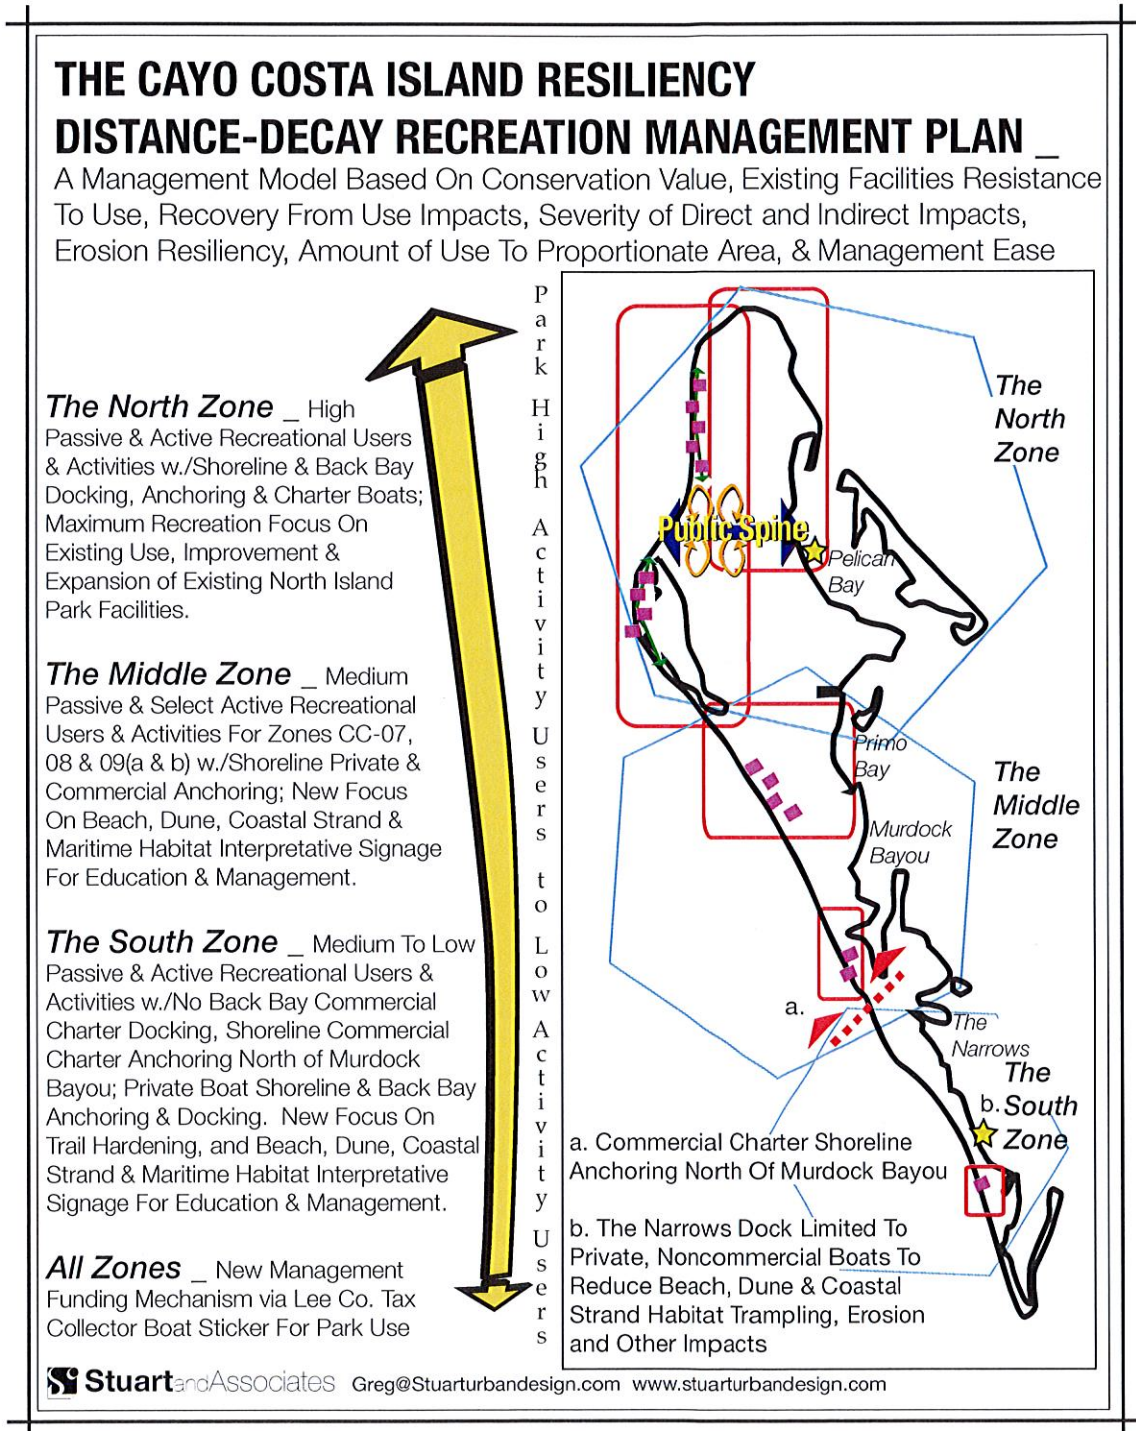 THE CAYO COSTA ISLAND RESILIENCY
DISTANCE-DECAY RECREATION MANAGEMENT PLAN _
A Management Model Based On Conservation Value, Existing Facilities Resistance
To Use, Recovery From Use Impacts, Severity of Direct and Indirect Impacts,
Erosion Resiliency, Amount of Use To Proportionate Area, & Management Ease
The North Zone _ High
Passive & Active Recreational Users
& Activities w./Shoreline & Back Bay
Docking, Anchoring & Charter Boats;
Maximum Recreation Focus On
Existing Use, Improvement &
Expansion of Existing North Island
Park Facilities.
The Middle Zone _ Medium
Passive & Select Active Recreational
Users & Activities For Zones CC-07,
08 & 09(a & b) w./Shoreline Private &
Commercial Anchoring; New Focus
On Beach, Dune, Coastal Strand &
Maritime Habitat Interpretative Signage
For Education & Management.
The South Zone _ Medium To Low
Passive & Active Recreational Users &
Activities w./No Back Bay Commercial
Charter Docking, Shoreline Commercial
Charter Anchoring North of Murdock
Bayou; Private Boat Shoreline & Back Bay
Anchoring & Docking. New Focus On
Trail Hardening, and Beach, Dune, Coastal
Strand & Maritime Habitat Interpretative
Signage For Education & Management.
All Zones _ New Management
Funding Mechanism via Lee Co. Tax
Collector Boat Sticker For Park Use
Park High Activity Users to Low Activity Users
The
North
Zone
Public Spine
Pelican
Bay
Primo
Bay
The
Middle
Zone
Murdock
Bayou
a.
The
Narrows
The
b. South
Zone
a. Commercial Charter Shoreline
Anchoring North Of Murdock Bayou
b. The Narrows Dock Limited To
Private, Noncommercial Boats To
Reduce Beach, Dune & Coastal
Strand Habitat Trampling, Erosion
and Other Impacts
StuartandAssociates Greg@Stuarturbandesign.com www.stuarturbandesign.com